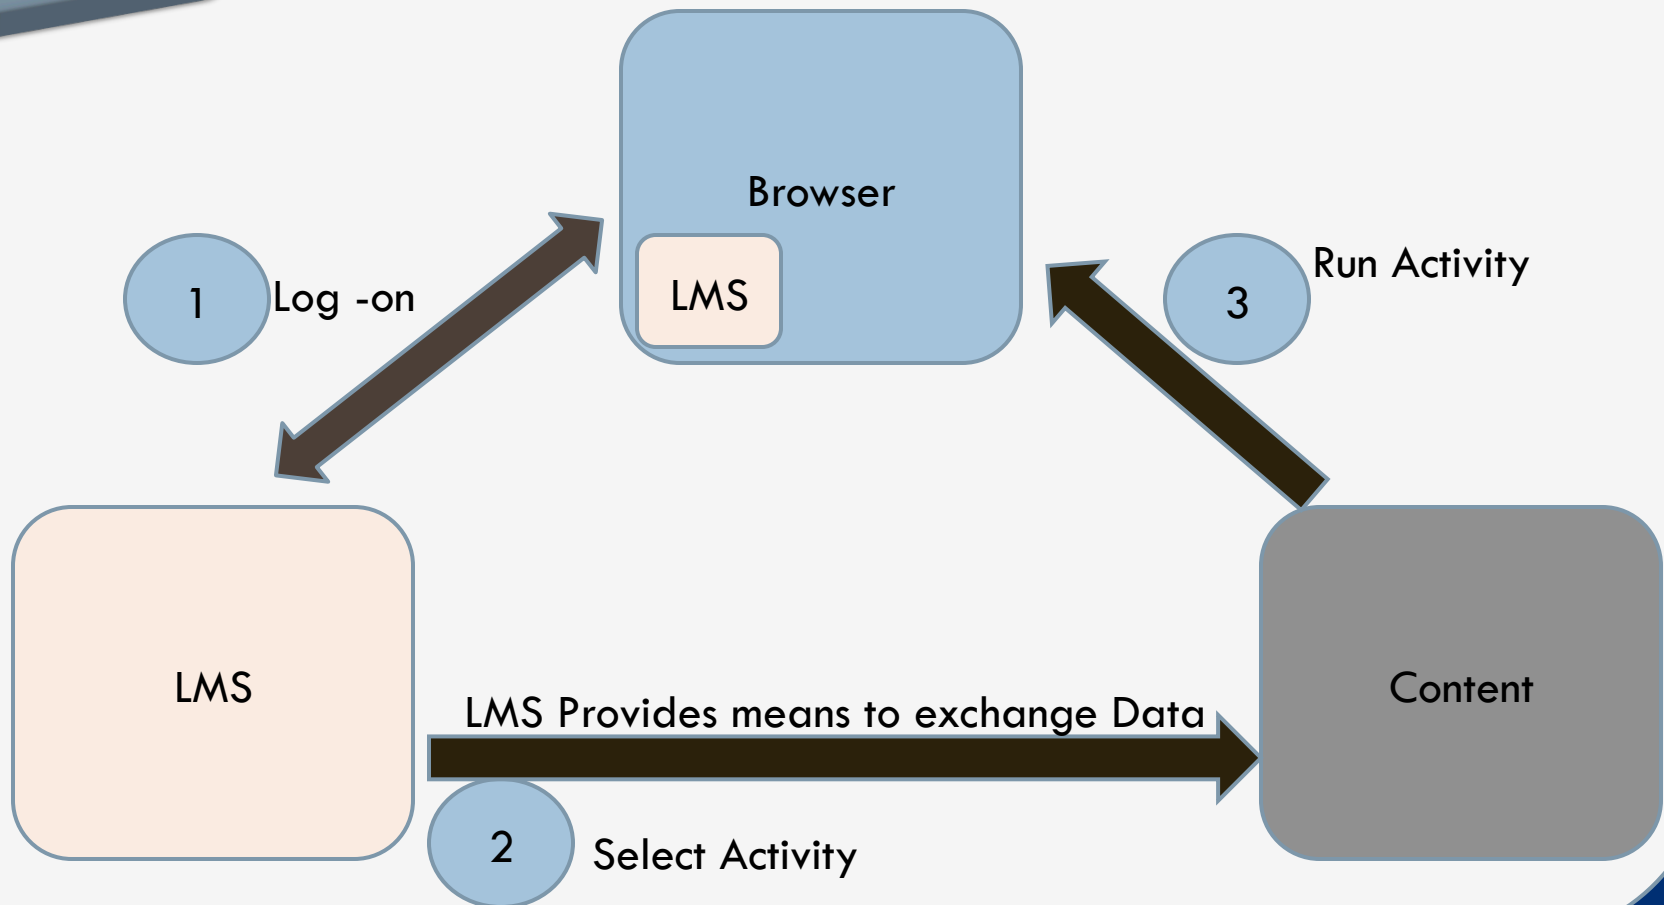 Browser
LMS
1
Log -on
3
Run Activity
LMS
LMS Provides means to exchange Data
Content
2
Select Activity